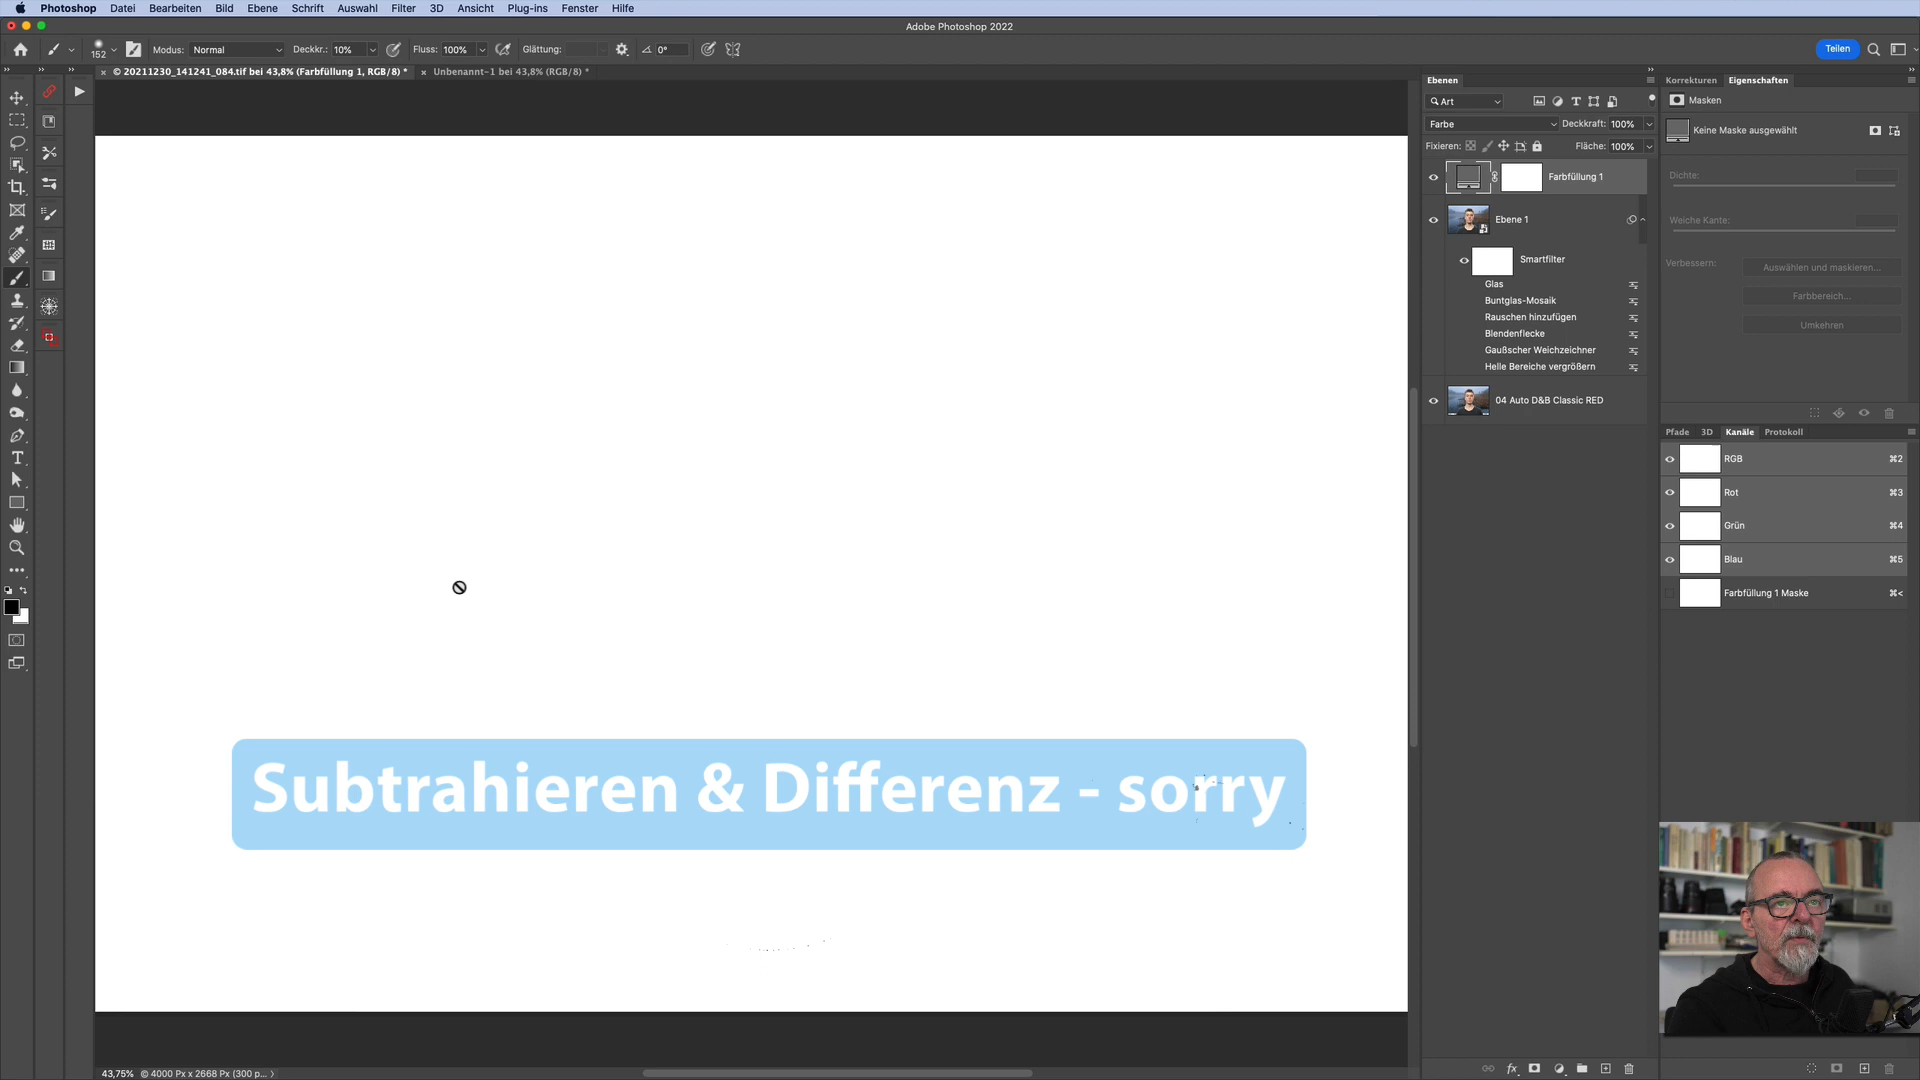 Photoshop Datei Bearbeiten Bild Ebene Schrift Auswahl Filter 3D Ansicht Plug-ins Fenster Hilfe
Adobe Photoshop 2022
152 Modus: Normal Deckkr.: 10% Fluss: 100% Glättung: 0° Teilen
© 20211230_141241_084.tif bei 43,8% (Farbfüllung 1, RGB/8) * Unbenannt-1 bei 43,8% (RGB/8) *
Ebenen
Art
Farbe Deckkraft: 100%
Fixieren: Fläche: 100%
Farbfüllung 1
Ebene 1
Smartfilter
Glas
Buntglas-Mosaik
Rauschen hinzufügen
Blendenflecke
Gaußscher Weichzeichner
Helle Bereiche vergrößern
04 Auto D&B Classic RED
Korrekturen Eigenschaften
Masken
Keine Maske ausgewählt
Dichte:
Weiche Kante:
Verbessern: Auswählen und maskieren...
Farbbereich...
Umkehren
Pfade 3D Kanäle Protokoll
RGB ⌘2
Rot ⌘3
Grün ⌘4
Blau ⌘5
Farbfüllung 1 Maske ⌘<
Subtrahieren & Differenz - sorry
43,75% © 4000 Px x 2668 Px (300 p...